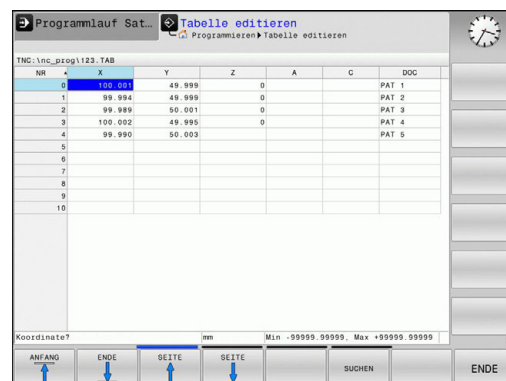 Programmlauf Sat… Tabelle editieren
Programmieren Tabelle editieren
TNC:\nc_prog\123.TAB
NR X Y Z A C DOC
0 100.001 49.999 0 PAT 1
1 99.994 49.999 0 PAT 2
2 99.989 50.001 0 PAT 3
3 100.002 49.995 0 PAT 4
4 99.990 50.003 PAT 5
5
6
7
8
9
10
Koordinate? mm Min -99999.99999, Max +99999.99999
ANFANG ENDE SEITE SEITE SUCHEN ENDE